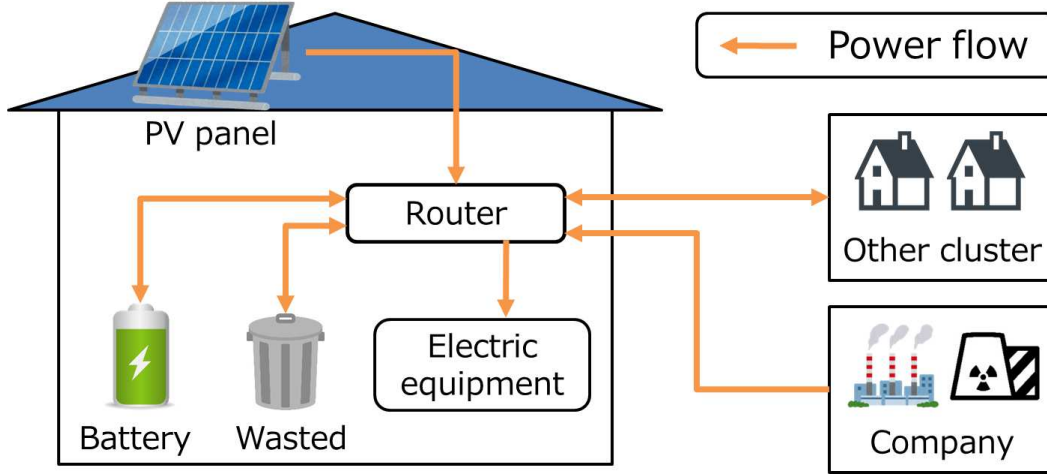 Power flow
PV panel
Router
Other cluster
Electric
equipment
Battery
Wasted
Company